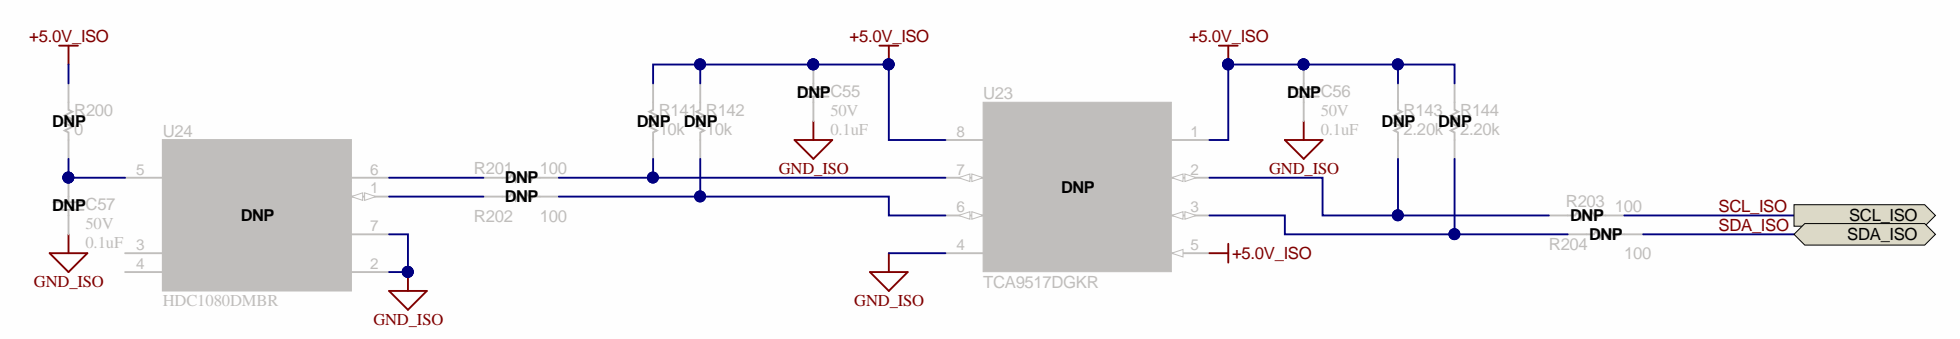 +5.0V_ISO
R200
DNP
0
DNP
C57
50V
0.1uF
GND_ISO
U24
5
3
4
DNP
6
1
7
2
HDC1080DMBR
GND_ISO
R201
DNP
100
DNP
R202
100
+5.0V_ISO
R141
DNP
10k
R142
DNP
10k
DNP
C55
50V
0.1uF
GND_ISO
U23
8
7
6
4
DNP
1
2
3
5
TCA9517DGKR
GND_ISO
+5.0V_ISO
+5.0V_ISO
DNP
C56
50V
0.1uF
GND_ISO
R143
DNP
2.20k
R144
DNP
2.20k
R203
DNP
100
DNP
R204
100
SCL_ISO
SCL_ISO
SDA_ISO
SDA_ISO